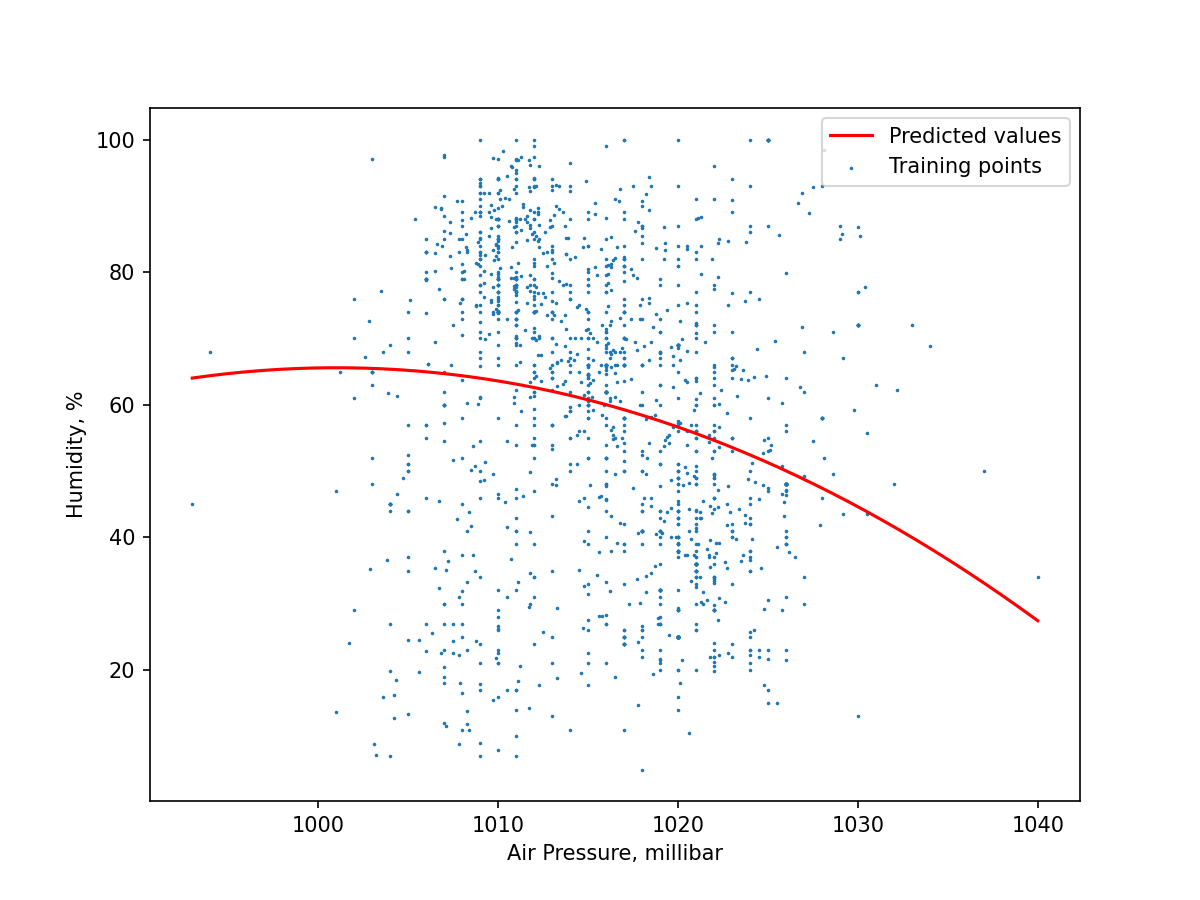 Predicted values
Training points
100
80
60
40
20
Humidity, %
1000 1010 1020 1030 1040
Air Pressure, millibar